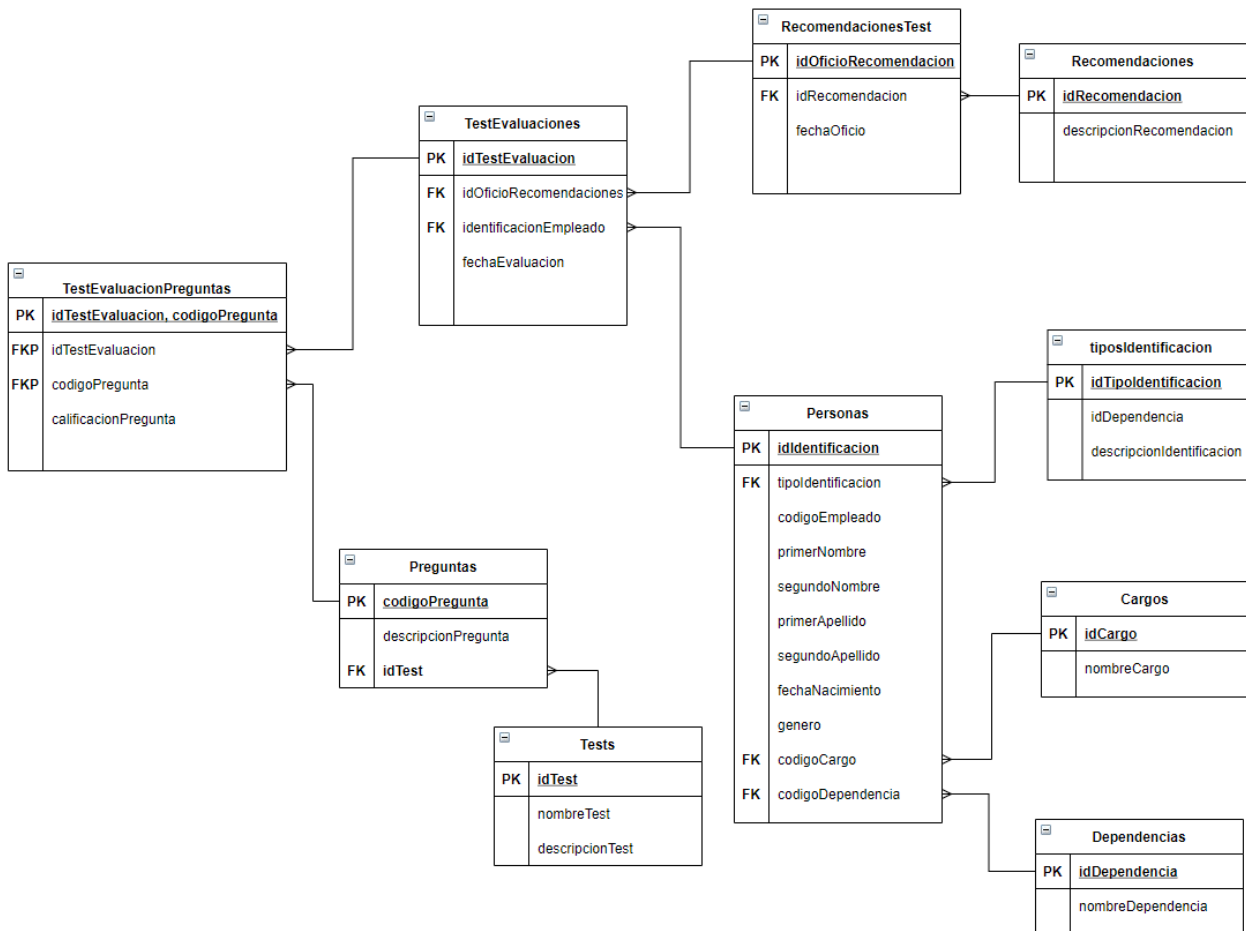 RecomendacionesTest
PK idOficioRecomendacion
FK idRecomendacion
fechaOficio
Recomendaciones
PK idRecomendacion
descripcionRecomendacion
TestEvaluaciones
PK idTestEvaluacion
FK idOficioRecomendaciones
FK identificacionEmpleado
fechaEvaluacion
TestEvaluacionPreguntas
PK idTestEvaluacion, codigoPregunta
FKP idTestEvaluacion
FKP codigoPregunta
calificacionPregunta
tiposIdentificacion
PK idTipoIdentificacion
idDependencia
descripcionIdentificacion
Personas
PK idIdentificacion
FK tipoIdentificacion
codigoEmpleado
primerNombre
segundoNombre
primerApellido
segundoApellido
fechaNacimiento
genero
FK codigoCargo
FK codigoDependencia
Preguntas
PK codigoPregunta
descripcionPregunta
FK idTest
Cargos
PK idCargo
nombreCargo
Tests
PK idTest
nombreTest
descripcionTest
Dependencias
PK idDependencia
nombreDependencia